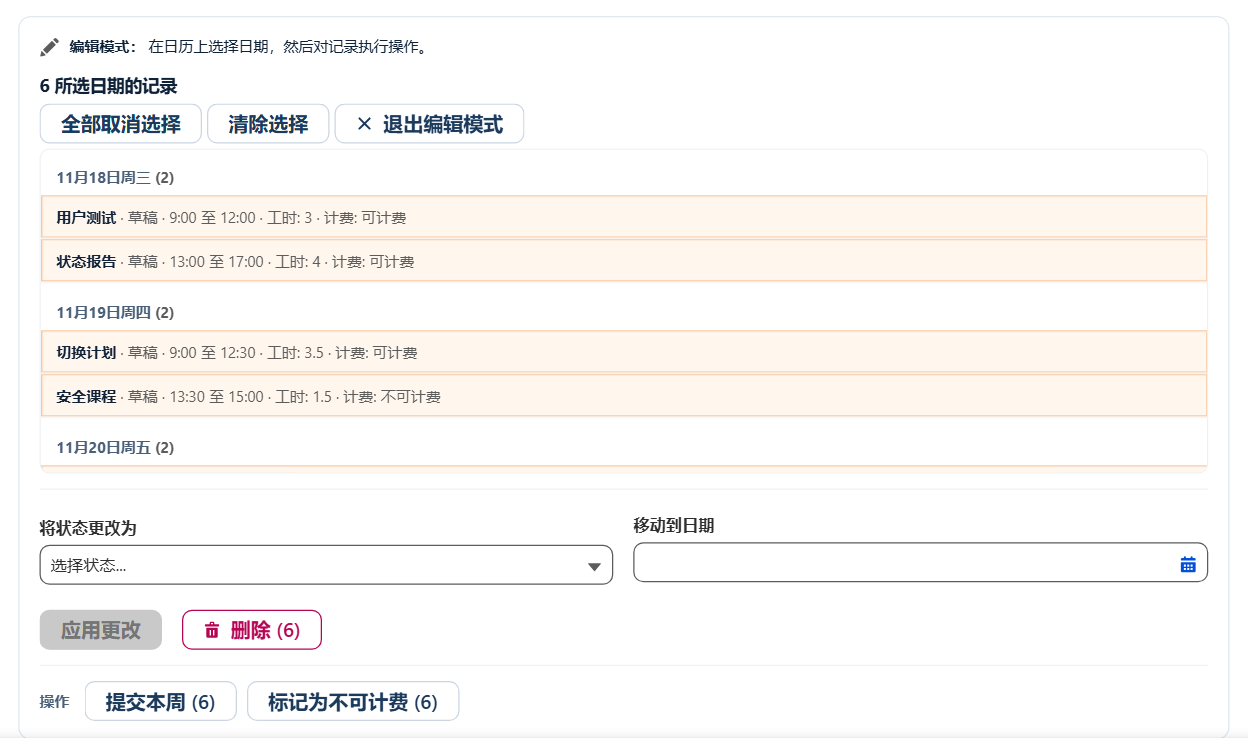 编辑模式： 在日历上选择日期，然后对记录执行操作。
6 所选日期的记录
全部取消选择 清除选择 退出编辑模式
11月18日周三 (2)
用户测试 · 草稿 · 9:00 至 12:00 · 工时: 3 · 计费: 可计费
状态报告 · 草稿 · 13:00 至 17:00 · 工时: 4 · 计费: 可计费
11月19日周四 (2)
切换计划 · 草稿 · 9:00 至 12:30 · 工时: 3.5 · 计费: 可计费
安全课程 · 草稿 · 13:30 至 15:00 · 工时: 1.5 · 计费: 不可计费
11月20日周五 (2)
将状态更改为
选择状态...
移动到日期
应用更改 删除 (6)
操作 提交本周 (6) 标记为不可计费 (6)